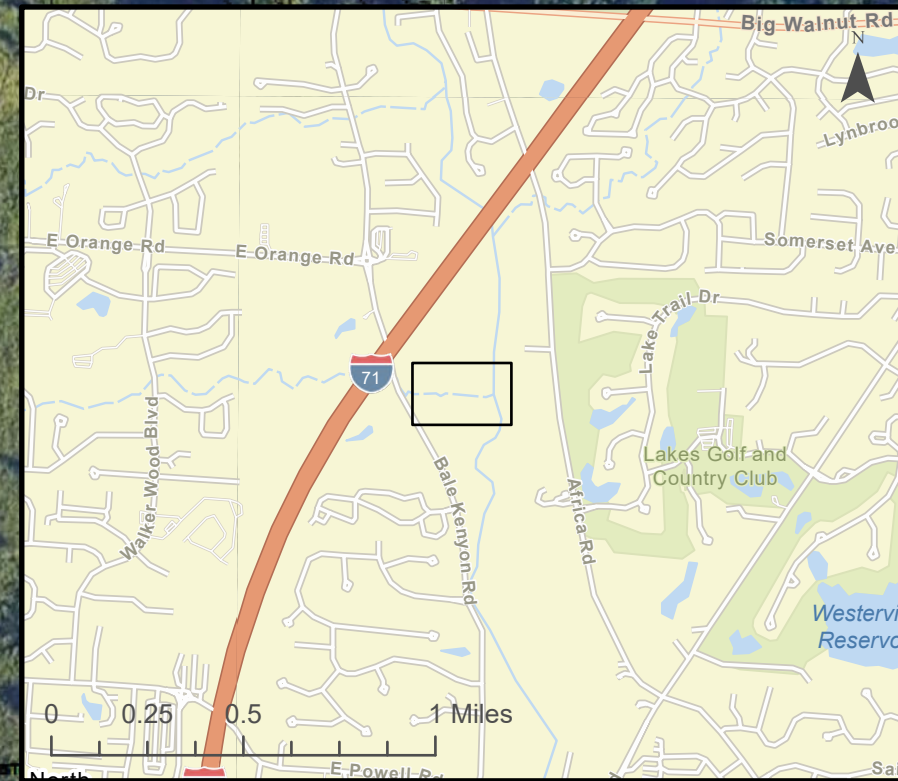 Big Walnut Rd
N
Dr
Lynbroo
E Orange Rd
E Orange Rd
Somerset Ave
Lake Trail Dr
71
Walker Wood Blvd
Lakes Golf and
Country Club
Bale Kenyon Rd
Africa Rd
Westervi
Reservo
0 0.25 0.5 1 Miles
E Powell Rd
Sa
North